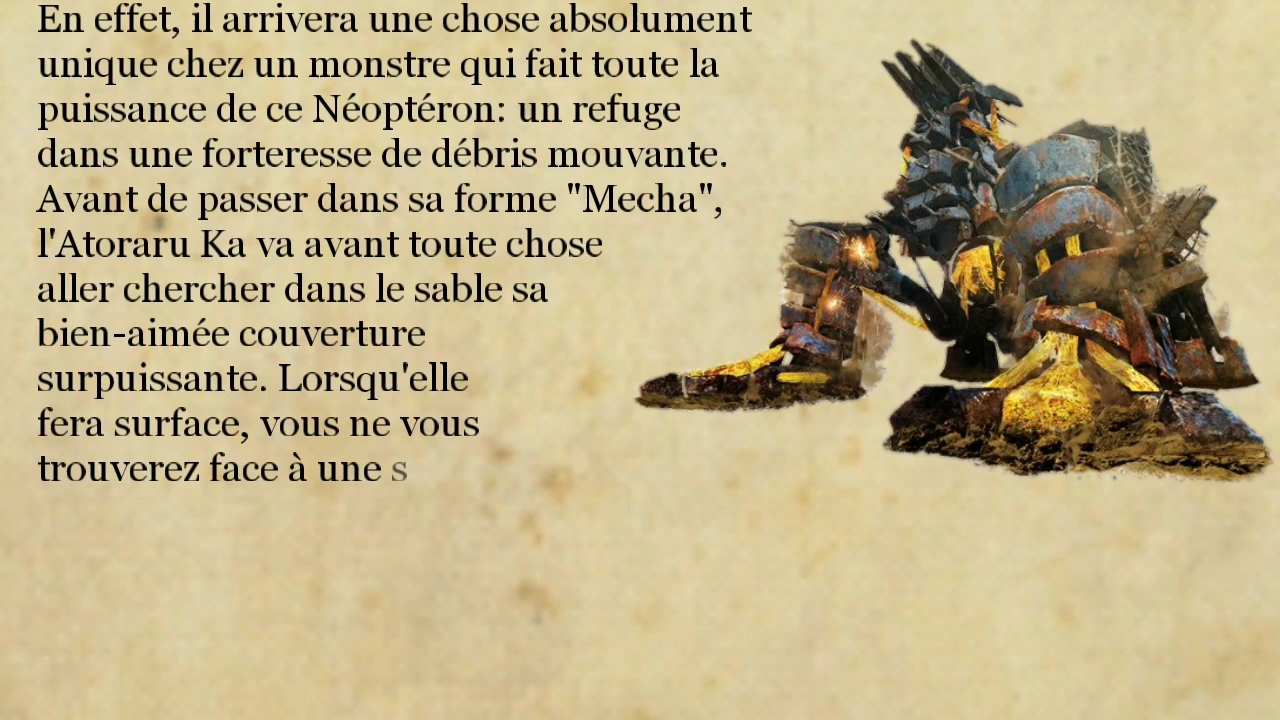 En effet, il arrivera une chose absolument
unique chez un monstre qui fait toute la
puissance de ce Néoptéron: un refuge
dans une forteresse de débris mouvante.
Avant de passer dans sa forme "Mecha",
l'Atoraru Ka va avant toute chose
aller chercher dans le sable sa
bien-aimée couverture
surpuissante. Lorsqu'elle
fera surface, vous ne vous
trouverez face à une s